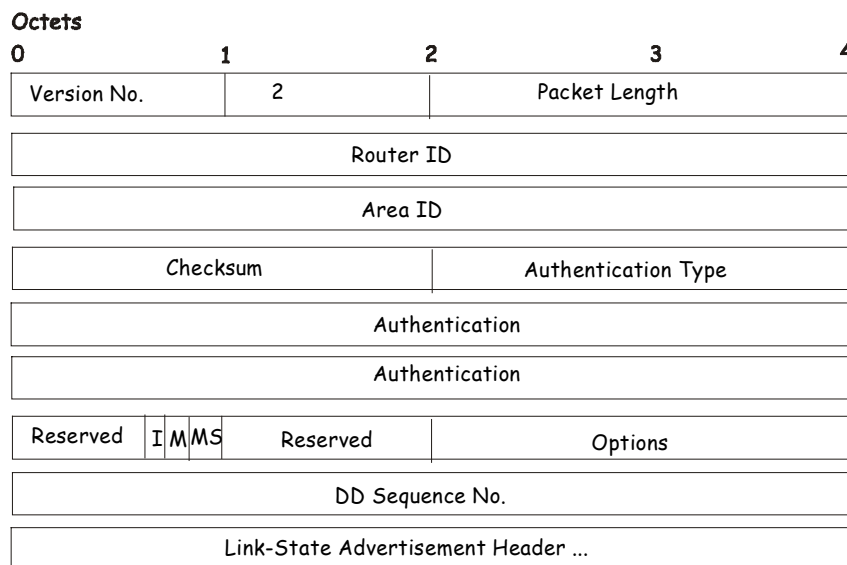 Octets
0 1 2 3 4
Version No. 2 Packet Length
Router ID
Area ID
Checksum Authentication Type
Authentication
Authentication
Reserved I M MS Reserved Options
DD Sequence No.
Link-State Advertisement Header ...